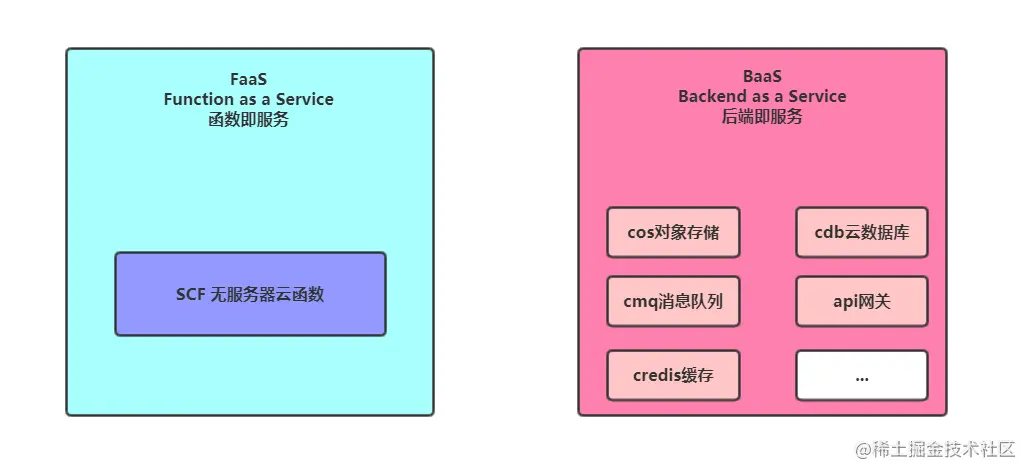 FaaS
Function as a Service
函数即服务
SCF 无服务器云函数
BaaS
Backend as a Service
后端即服务
cos对象存储
cdb云数据库
cmq消息队列
api网关
credis缓存
...
@稀土掘金技术社区